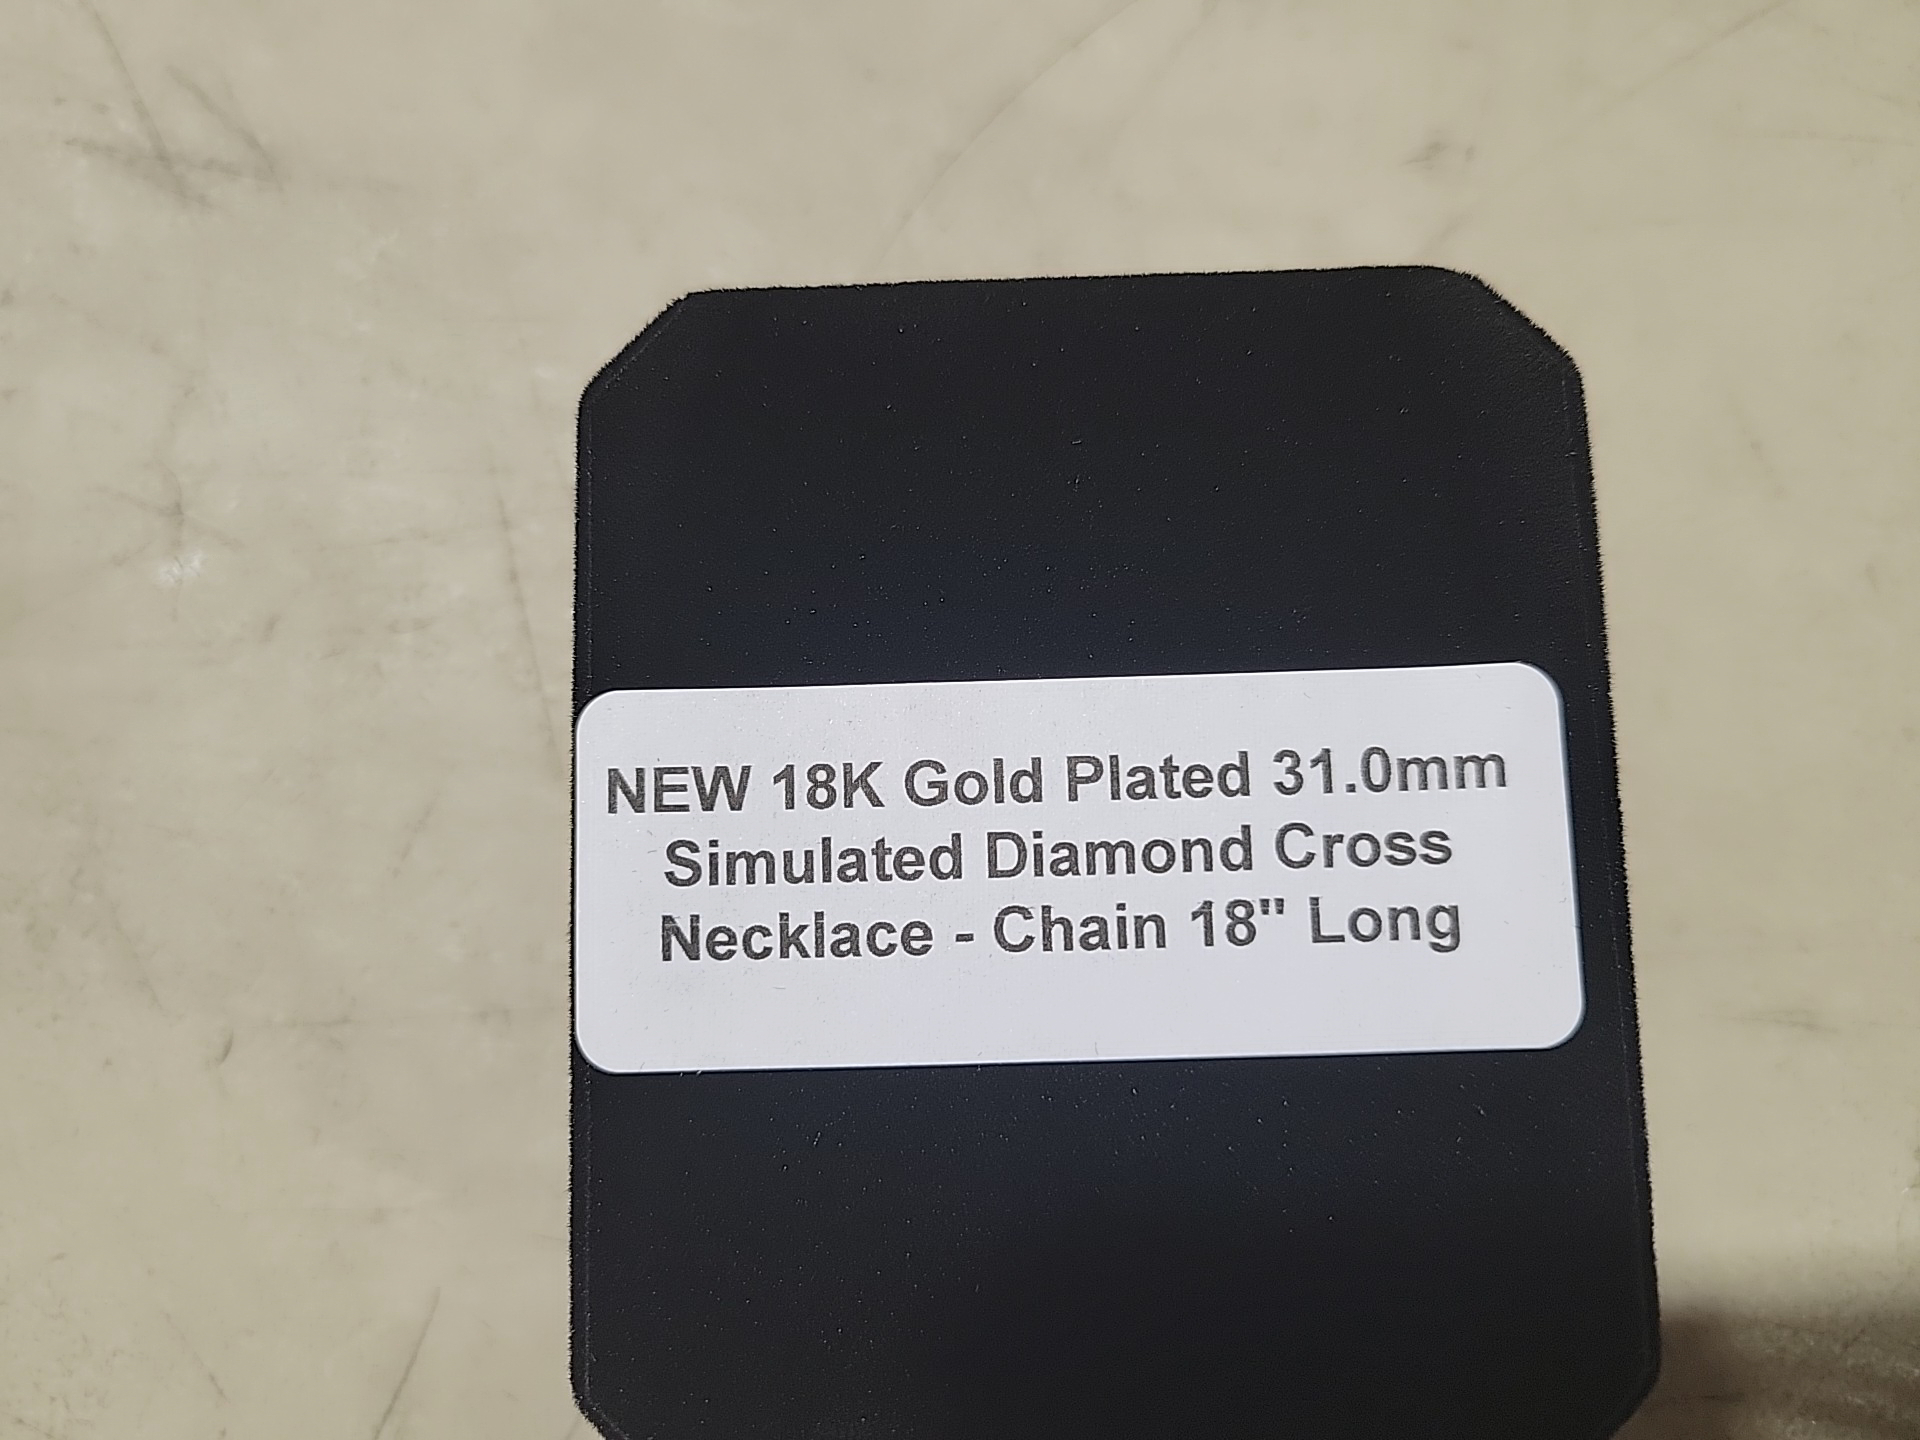 NEW 18K Gold Plated 31.0mm
Simulated Diamond Cross
Necklace - Chain 18" Long